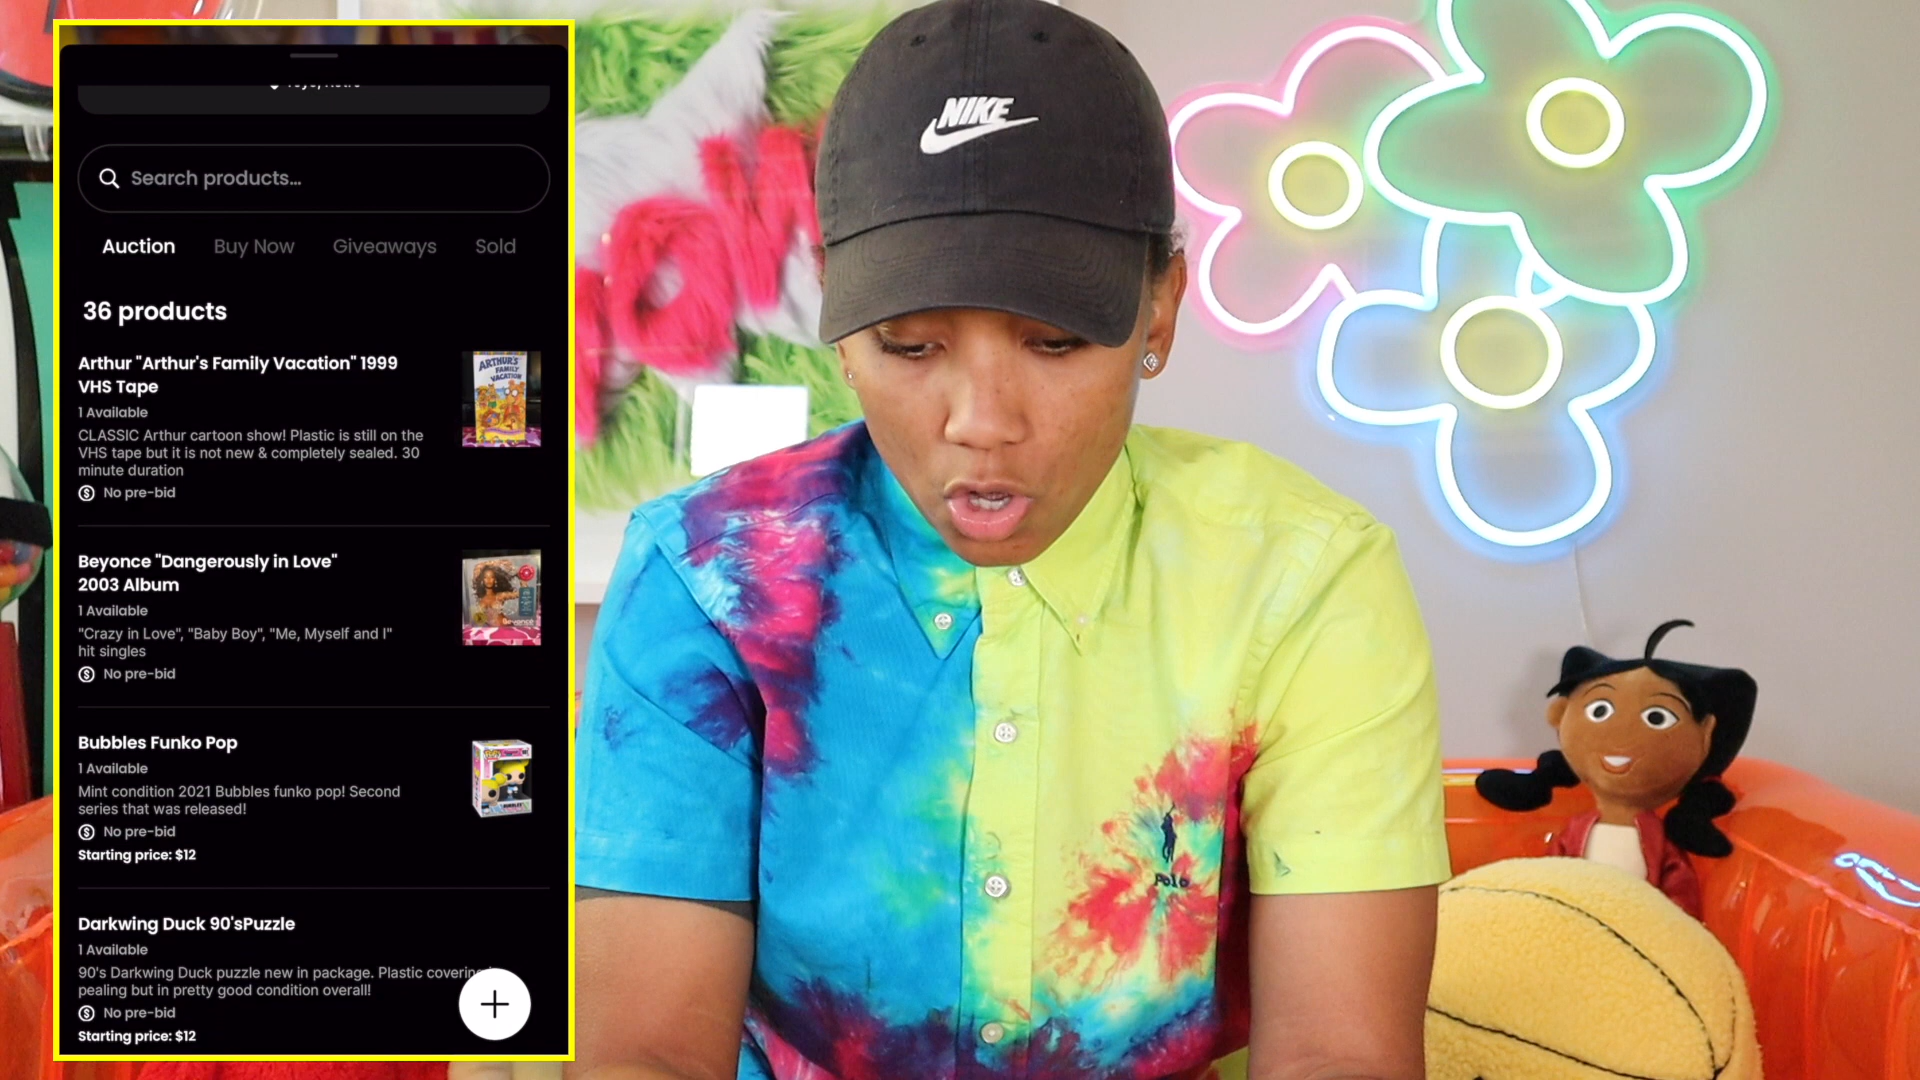 Search products...
Auction Buy Now Giveaways Sold
36 products
Arthur "Arthur's Family Vacation" 1999
VHS Tape
1 Available
CLASSIC Arthur cartoon show! Plastic is still on the
VHS tape but it is not new & completely sealed. 30
minute duration
No pre-bid
ARTHUR'S
FAMILY
VACATION
Beyonce "Dangerously in Love"
2003 Album
1 Available
"Crazy in Love", "Baby Boy", "Me, Myself and I"
hit singles
No pre-bid
Bubbles Funko Pop
1 Available
Mint condition 2021 Bubbles funko pop! Second
series that was released!
No pre-bid
Starting price: $12
BUBBLES
Darkwing Duck 90'sPuzzle
1 Available
90's Darkwing Duck puzzle new in package. Plastic covering
pealing but in pretty good condition overall!
No pre-bid
Starting price: $12
NIKE
Polo